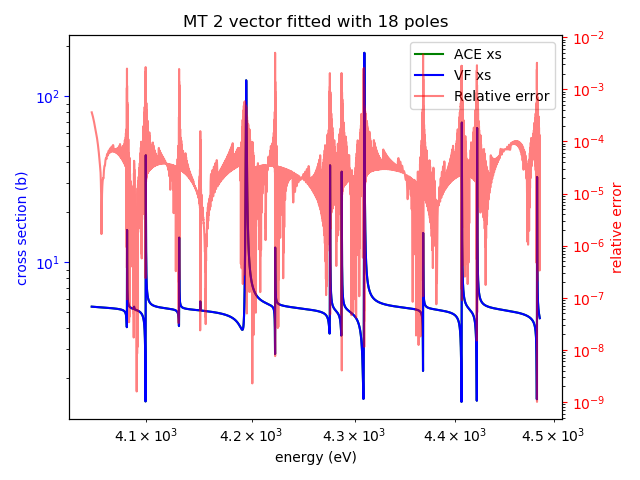 MT 2 vector fitted with 18 poles
ACE xs
VF xs
Relative error
cross section (b)
10²
10¹
relative error
10⁻²
10⁻³
10⁻⁴
10⁻⁵
10⁻⁶
10⁻⁷
10⁻⁸
10⁻⁹
4.1 × 10³ 4.2 × 10³ 4.3 × 10³ 4.4 × 10³ 4.5 × 10³
energy (eV)